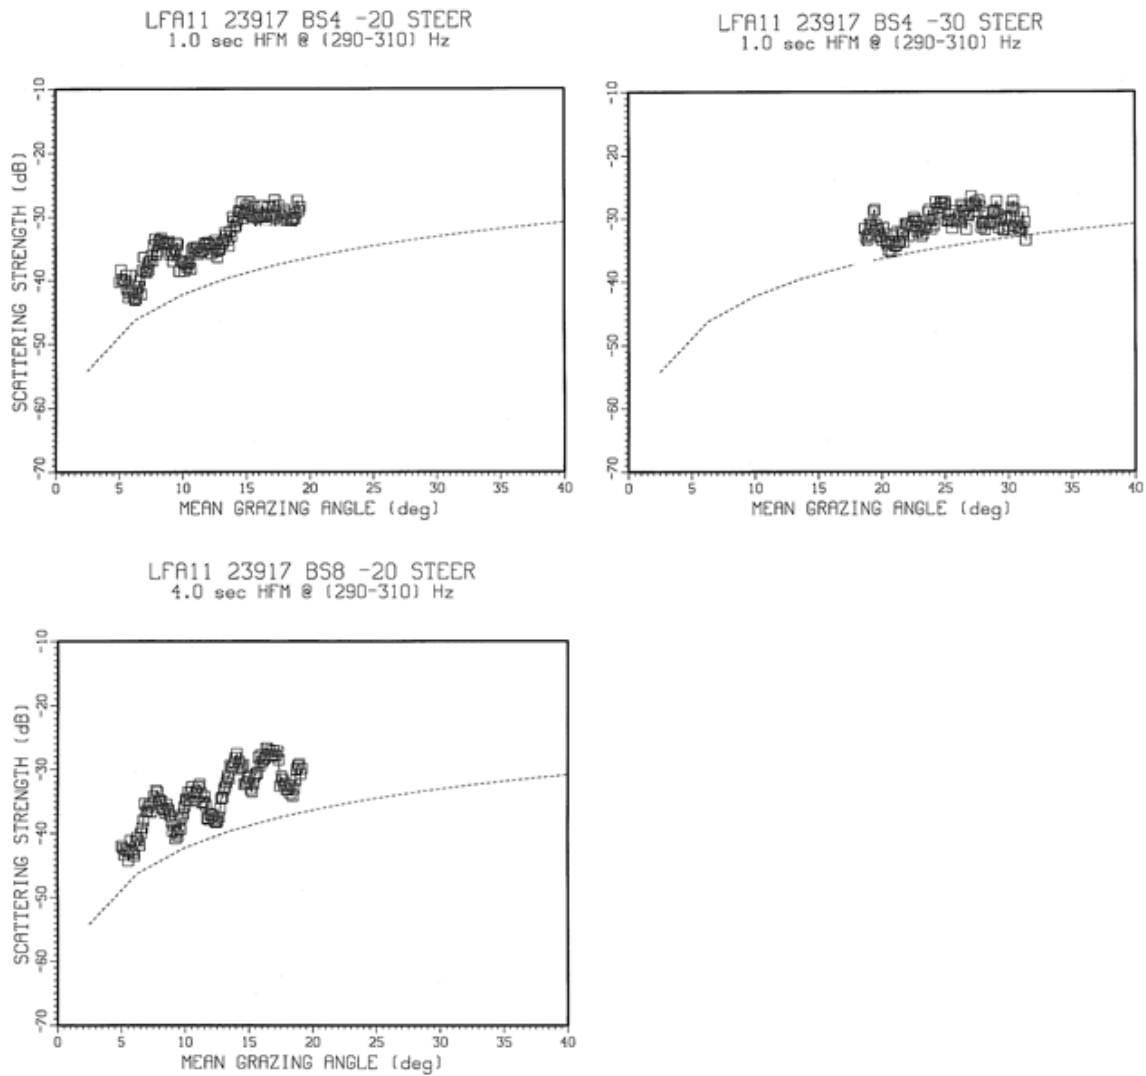 LFA11 23917 BS4 -20 STEER
1.0 sec HFM @ (290-310) Hz
SCATTERING STRENGTH (dB)
-10
-20
-30
-40
-50
-60
-70
0 5 10 15 20 25 30 35 40
MEAN GRAZING ANGLE (deg)
LFA11 23917 BS4 -30 STEER
1.0 sec HFM @ (290-310) Hz
-10
-20
-30
-40
-50
-60
-70
0 5 10 15 20 25 30 35 40
MEAN GRAZING ANGLE (deg)
LFA11 23917 BS8 -20 STEER
4.0 sec HFM @ (290-310) Hz
SCATTERING STRENGTH (dB)
-10
-20
-30
-40
-50
-60
-70
0 5 10 15 20 25 30 35 40
MEAN GRAZING ANGLE (deg)